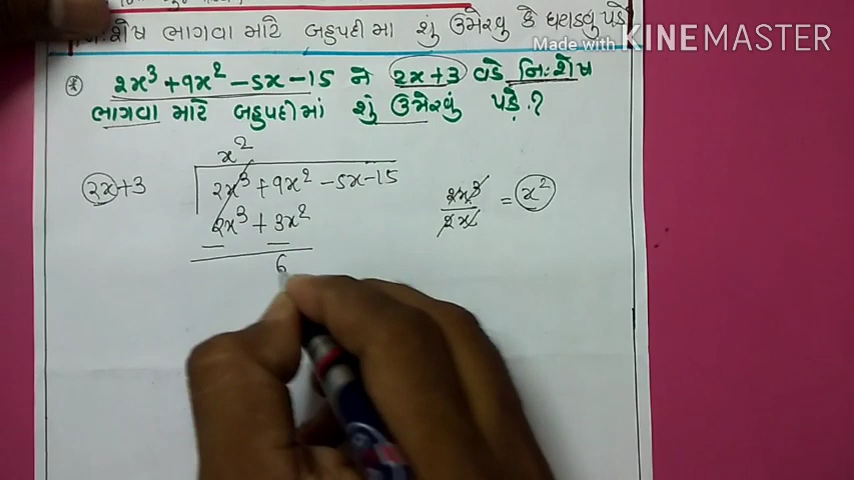 નિઃશેષ ભાગવા માટે બહુપદીમા શું ઉમેરવુ કે ઘટાડવુ પડે
Made with KINEMASTER
* 2x³ + 9x² - 5x - 15 ને 2x + 3 વડે નિઃશેષ
ભાગવા માટે બહુપદીમાં શું ઉમેરવું પડે ?
x²
2x + 3 2x³ + 9x² - 5x - 15 2x³ / 2x = x²
2x³ + 3x²
- -
6